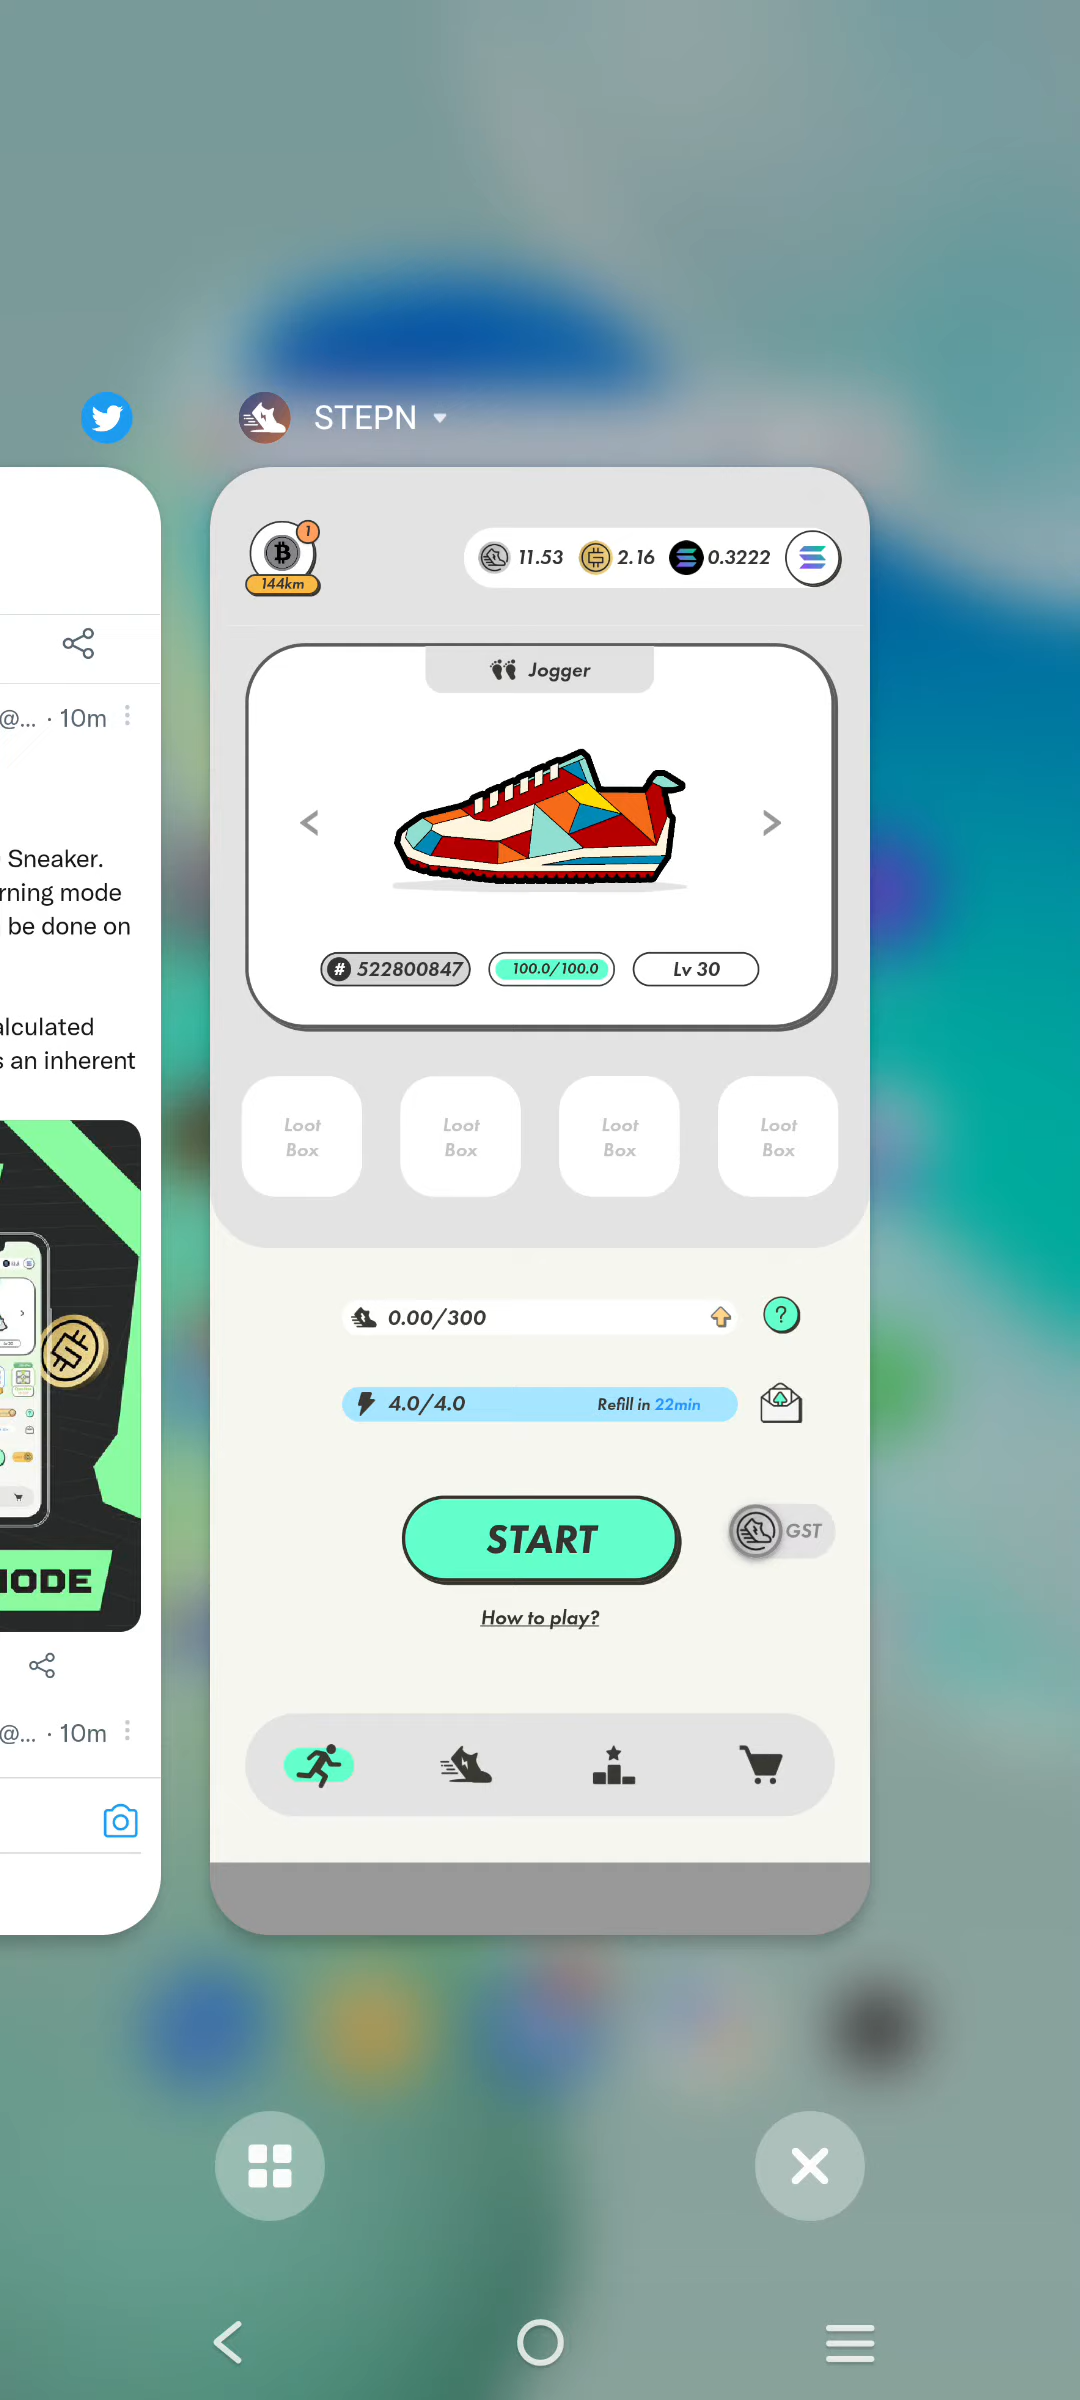 STEPN
1
144km
11.53 2.16 0.3222
Jogger
# 522800847 100.0/100.0 Lv 30
Loot Box Loot Box Loot Box Loot Box
0.00/300 ?
4.0/4.0 Refill in 22min
START GST
How to play?
@... · 10m
Sneaker.
rning mode
be done on
alculated
s an inherent
MODE
@... · 10m